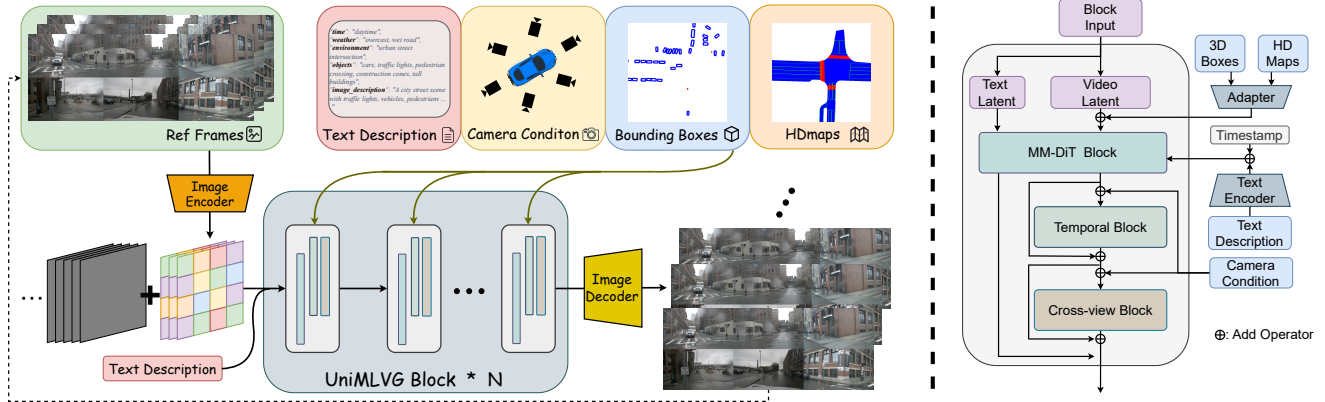 "time": "daytime",
"weather": "overcast, wet road",
"environment": "urban street
intersection",
"objects": "cars, traffic lights, pedestrian
crossing, construction cones, tall
buildings",
"image_description": "A city street scene
with traffic lights, vehicles, pedestrians ...
"
Ref Frames
Text Description
Camera Conditon
Bounding Boxes
HDmaps
Image
Encoder
Text Description
Image
Decoder
UniMLVG Block * N
Block
Input
3D
Boxes
HD
Maps
Text
Latent
Video
Latent
Adapter
Timestamp
MM-DiT Block
Text
Encoder
Temporal Block
Text
Description
Camera
Condition
Cross-view Block
⊕: Add Operator